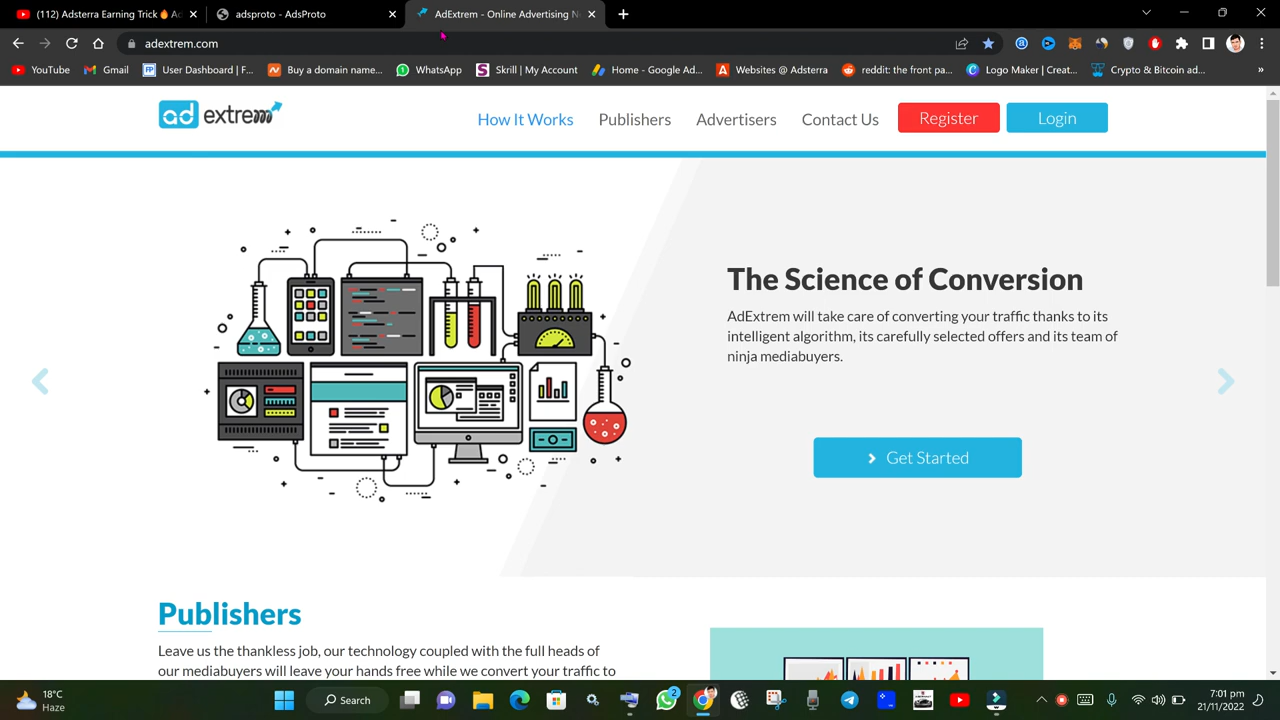 (112) Adsterra Earning Trick 🔥 Ad
asdproto - AdsProto
AdExtrem - Online Advertising N
adextrem.com
YouTube
Gmail
User Dashboard | F...
Buy a domain name...
WhatsApp
Skrill | My Account
Home - Google Ad...
Websites @ Adsterra
reddit: the front pa...
Logo Maker | Creat...
Crypto & Bitcoin ad...
»
ad extrem
How It Works
Publishers
Advertisers
Contact Us
Register
Login
The Science of Conversion
AdExtrem will take care of converting your traffic thanks to its
intelligent algorithm, its carefully selected offers and its team of
ninja mediabuyers.
Get Started
Publishers
Leave us the thankless job, our technology coupled with the full heads of
our mediabuyers will leave your hands free while we convert your traffic to
18°C
Haze
Search
2
7:01 pm
21/11/2022